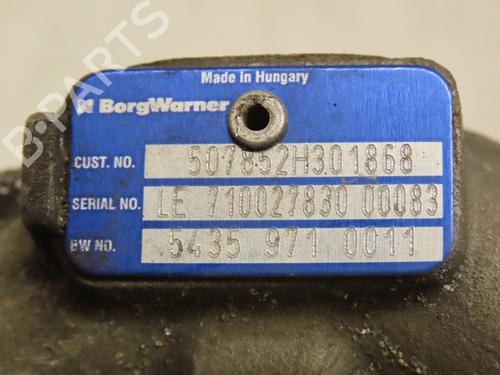 Made in Hungary
BorgWarner
CUST. NO. 507852H301868
SERIAL NO. LE 710027830 00083
BW NO. 5435 971 0011
B-PARTS